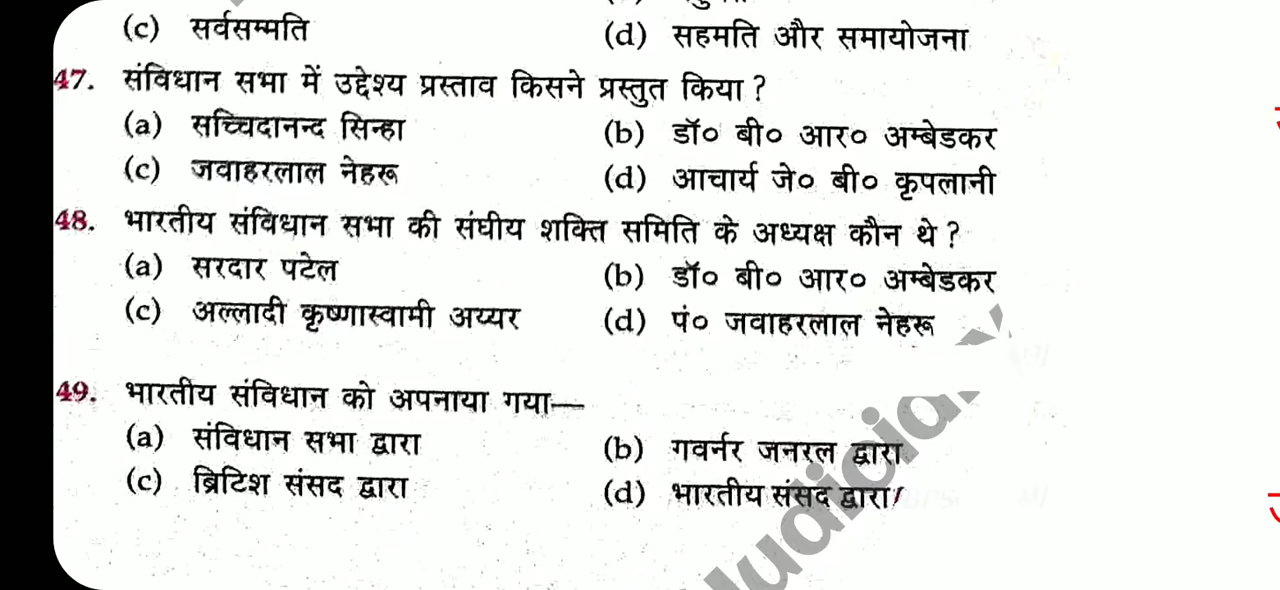 (c) सर्वसम्मति (d) सहमति और समायोजना
47. संविधान सभा में उद्देश्य प्रस्ताव किसने प्रस्तुत किया ?
(a) सच्चिदानन्द सिन्हा (b) डॉ० बी० आर० अम्बेडकर
(c) जवाहरलाल नेहरू (d) आचार्य जे० बी० कृपलानी
48. भारतीय संविधान सभा की संघीय शक्ति समिति के अध्यक्ष कौन थे ?
(a) सरदार पटेल (b) डॉ० बी० आर० अम्बेडकर
(c) अल्लादी कृष्णास्वामी अय्यर (d) पं० जवाहरलाल नेहरू
49. भारतीय संविधान को अपनाया गया—
(a) संविधान सभा द्वारा (b) गवर्नर जनरल द्वारा
(c) ब्रिटिश संसद द्वारा (d) भारतीय संसद द्वारा